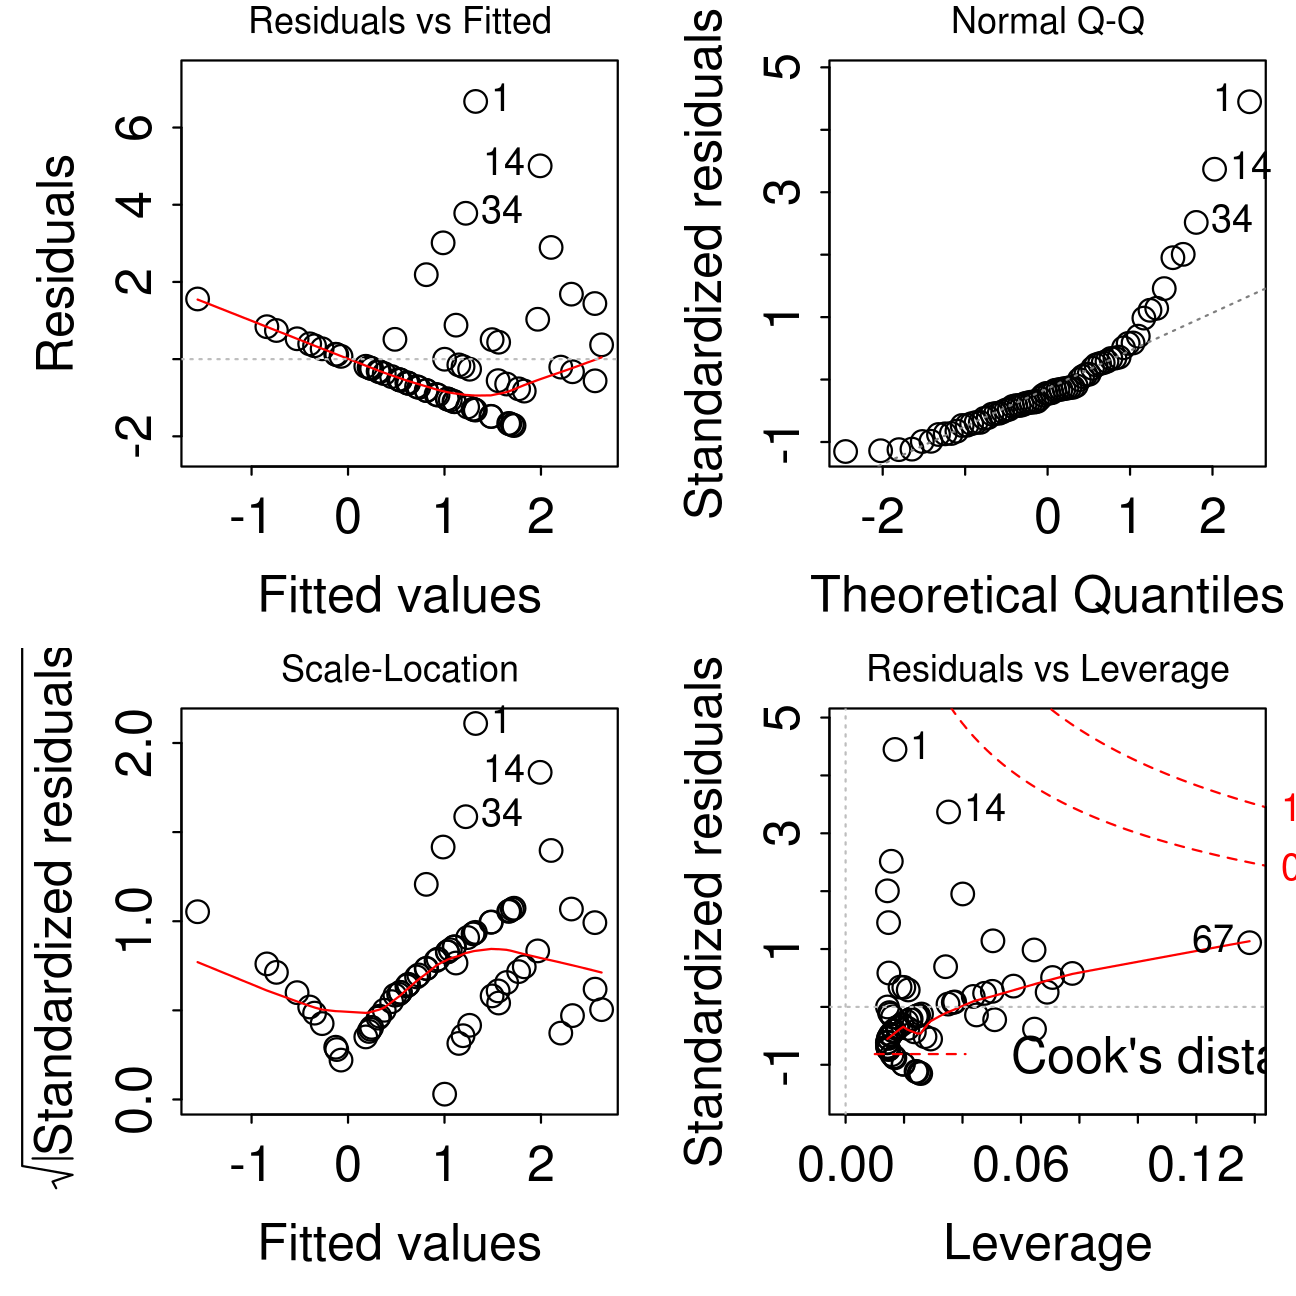 Residuals vs Fitted
Residuals
6
4
2
-2
1
14
34
-1 0 1 2
Fitted values
Normal Q-Q
Standardized residuals
5
3
1
-1
1
14
34
-2 0 1 2
Theoretical Quantiles
Scale-Location
√|Standardized residuals
2.0
1.0
0.0
1
14
34
-1 0 1 2
Fitted values
Residuals vs Leverage
Standardized residuals
5
3
1
-1
1
14
67
1
0
Cook's dista
0.00 0.06 0.12
Leverage